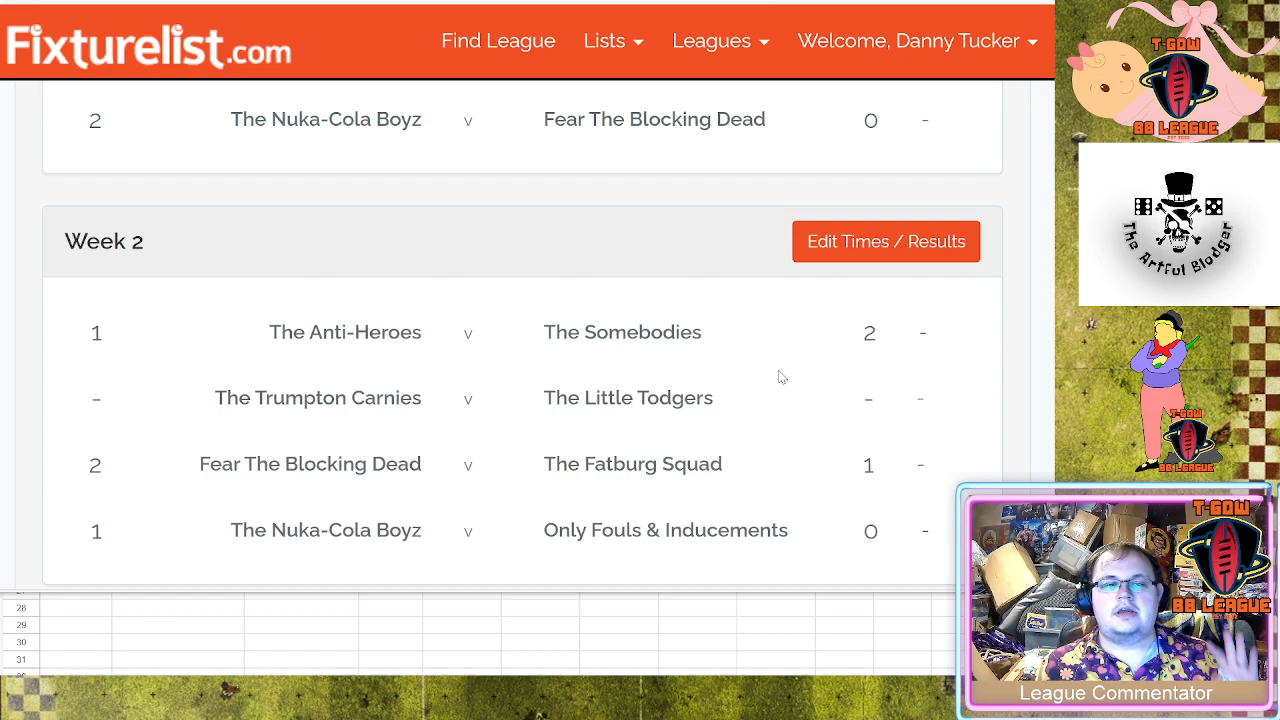 Fixturelist.com
Find League Lists Leagues Welcome, Danny Tucker
2 The Nuka-Cola Boyz v Fear The Blocking Dead 0 -
Week 2 Edit Times / Results
1 The Anti-Heroes v The Somebodies 2 -
- The Trumpton Carnies v The Little Todgers - -
2 Fear The Blocking Dead v The Fatburg Squad 1 -
1 The Nuka-Cola Boyz v Only Fouls & Inducements 0 -
28
29
30
31
T-GOW
BB LEAGUE
The Artful Blodger
T-GOW
BB LEAGUE
T-GOW
BB LEAGUE
League Commentator